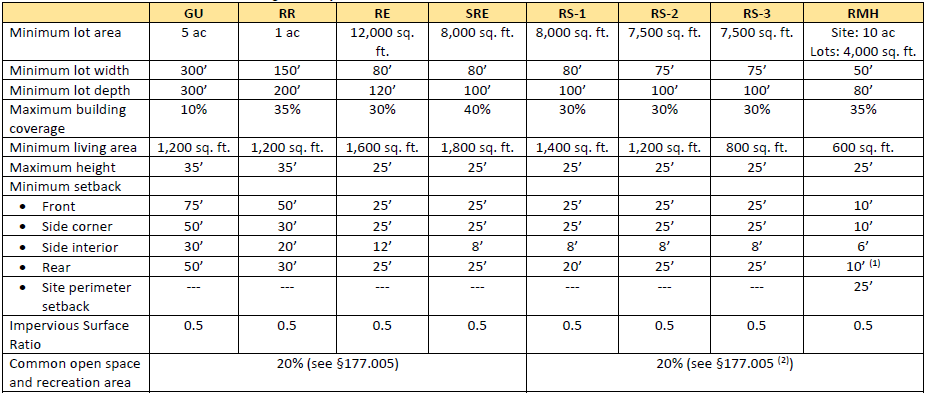 GU RR RE SRE RS-1 RS-2 RS-3 RMH
Minimum lot area 5 ac 1 ac 12,000 sq. ft. 8,000 sq. ft. 8,000 sq. ft. 7,500 sq. ft. 7,500 sq. ft. Site: 10 ac Lots: 4,000 sq. ft.
Minimum lot width 300’ 150’ 80’ 80’ 80’ 75’ 75’ 50’
Minimum lot depth 300’ 200’ 120’ 100’ 100’ 100’ 100’ 80’
Maximum building coverage 10% 35% 30% 40% 30% 30% 30% 35%
Minimum living area 1,200 sq. ft. 1,200 sq. ft. 1,600 sq. ft. 1,800 sq. ft. 1,400 sq. ft. 1,200 sq. ft. 800 sq. ft. 600 sq. ft.
Maximum height 35’ 35’ 25’ 25’ 25’ 25’ 25’ 25’
Minimum setback
• Front 75’ 50’ 25’ 25’ 25’ 25’ 25’ 10’
• Side corner 50’ 30’ 25’ 25’ 25’ 25’ 25’ 10’
• Side interior 30’ 20’ 12’ 8’ 8’ 8’ 8’ 6’
• Rear 50’ 30’ 25’ 25’ 20’ 25’ 25’ 10’ (1)
• Site perimeter setback --- --- --- --- --- --- --- 25’
Impervious Surface Ratio 0.5 0.5 0.5 0.5 0.5 0.5 0.5 0.5
Common open space and recreation area 20% (see §177.005) 20% (see §177.005 (2))